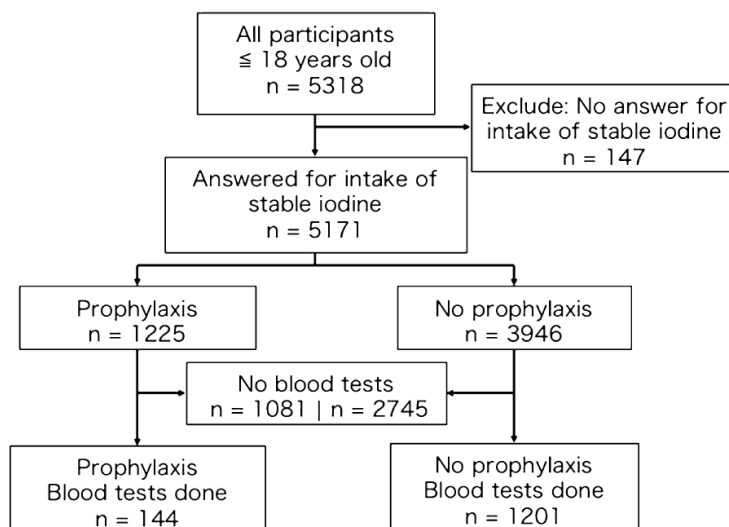 All participants
≦ 18 years old
n = 5318
Exclude: No answer for
intake of stable iodine
n = 147
Answered for intake of
stable iodine
n = 5171
Prophylaxis
n = 1225
No prophylaxis
n = 3946
No blood tests
n = 1081 | n = 2745
Prophylaxis
Blood tests done
n = 144
No prophylaxis
Blood tests done
n = 1201